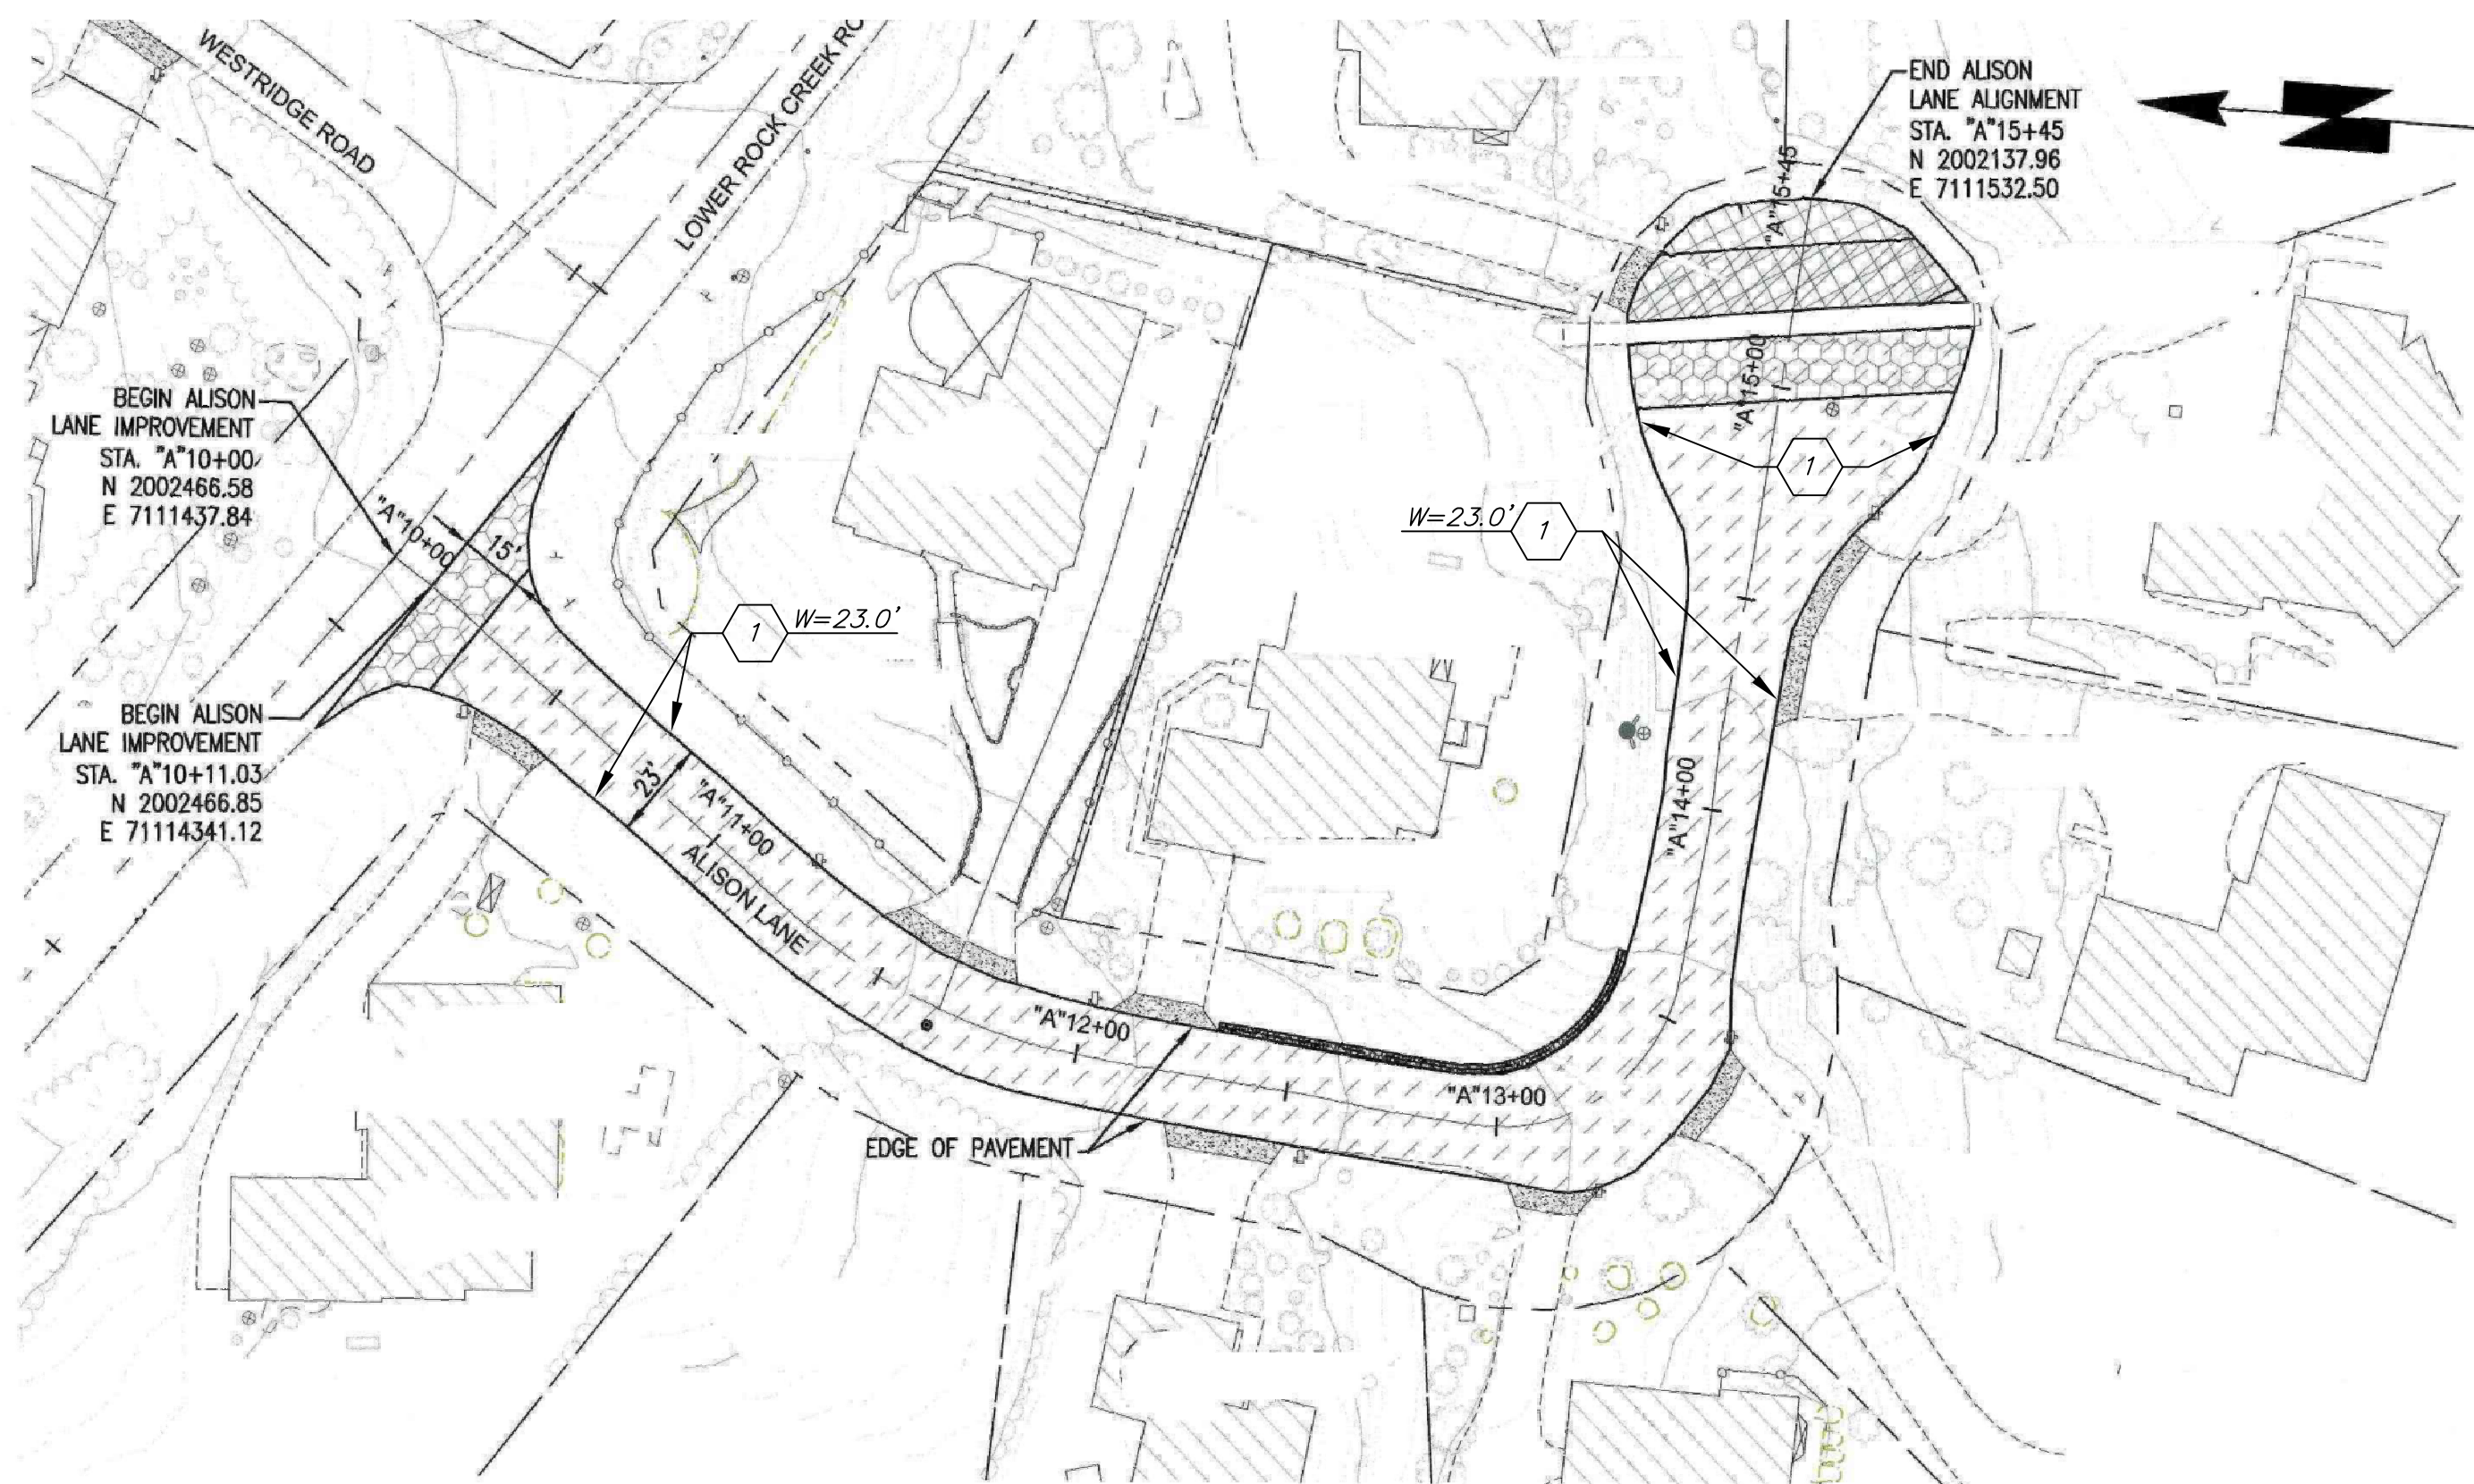 WESTRIDGE ROAD
LOWER ROCK CREEK RO
END ALISON
LANE ALIGNMENT
STA. "A"15+45
N 2002137.96
E 7111532.50
"A"15+45
"A"15+00
1
BEGIN ALISON
LANE IMPROVEMENT
STA. "A"10+00
N 2002466.58
E 7111437.84
"A"10+00
15'
W=23.0'
1
1
W=23.0'
BEGIN ALISON
LANE IMPROVEMENT
STA. "A"10+11.03
N 2002466.85
E 71114341.12
23'
"A"11+00
ALISON LANE
"A"14+00
"A"12+00
"A"13+00
EDGE OF PAVEMENT